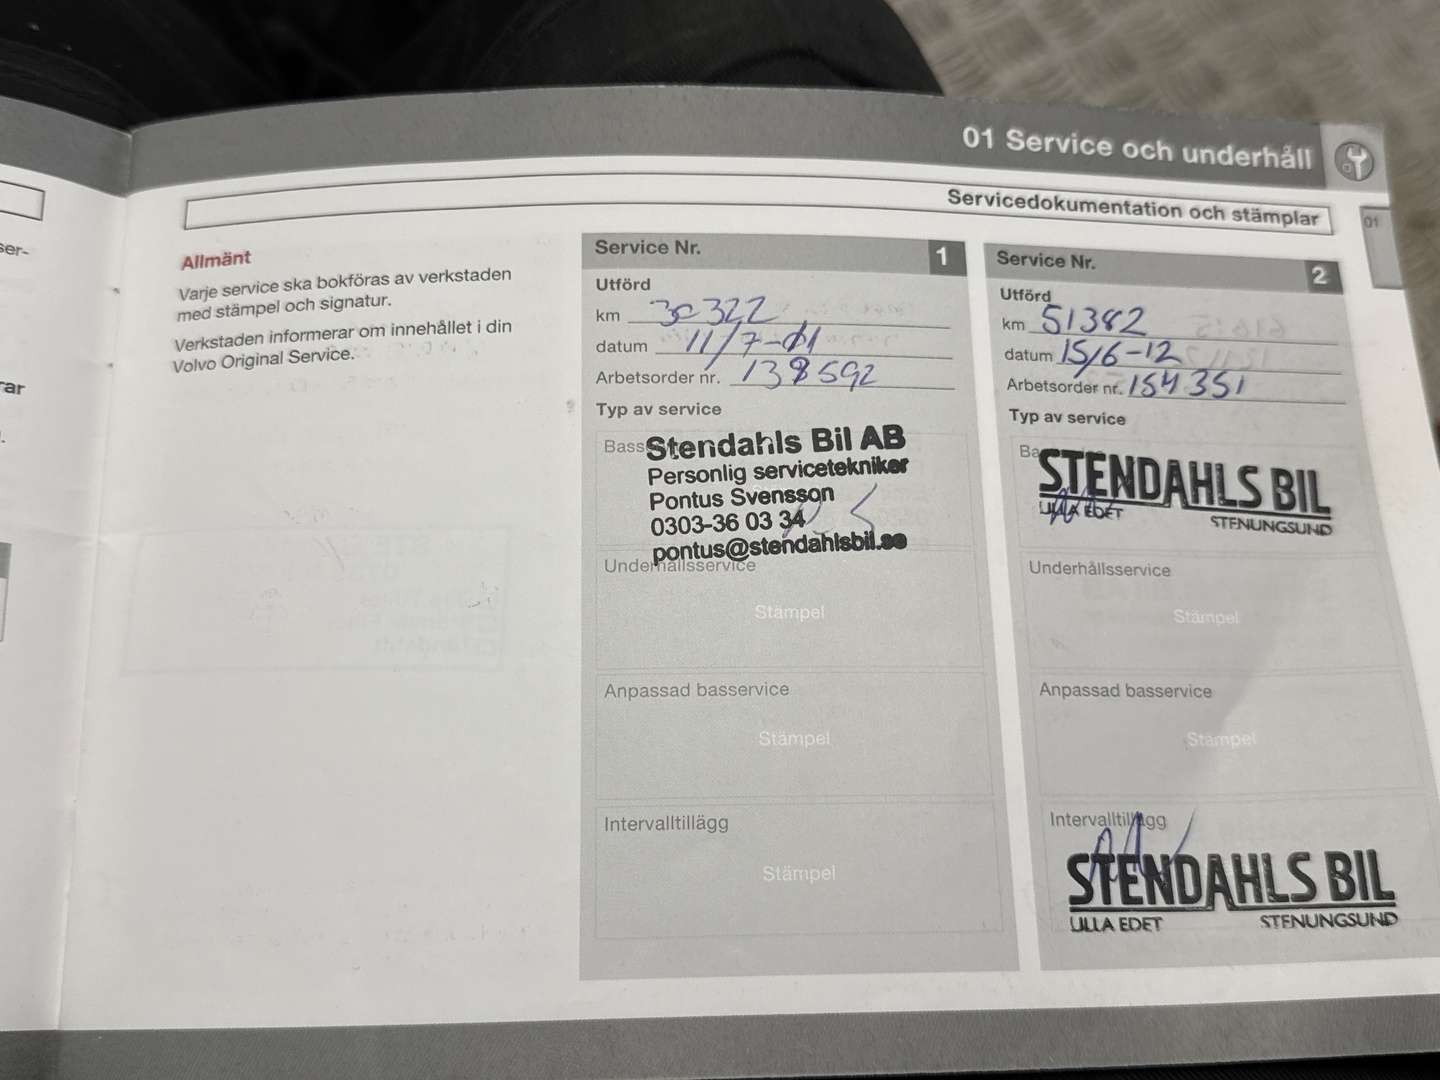 01 Service och underhåll
Servicedokumentation och stämplar
01
ser-
rar
Allmänt
Varje service ska bokföras av verkstaden
med stämpel och signatur.
Verkstaden informerar om innehållet i din
Volvo Original Service.
Service Nr. 1
Utförd
km 30322
datum 11/7-11
Arbetsorder nr. 138592
Typ av service
Stendahls Bil AB
Personlig servicetekniker
Pontus Svensson
0303-36 03 34
pontus@stendahlsbil.se
Underhållsservice
Stämpel
Anpassad basservice
Stämpel
Intervalltillägg
Stämpel
Service Nr. 2
Utförd
km 51382
datum 15/6-12
Arbetsorder nr. 154351
Typ av service
STENDAHLS BIL
LILLA EDET STENUNGSUND
Underhållsservice
Stämpel
Anpassad basservice
Stämpel
Intervalltillägg
STENDAHLS BIL
LILLA EDET STENUNGSUND